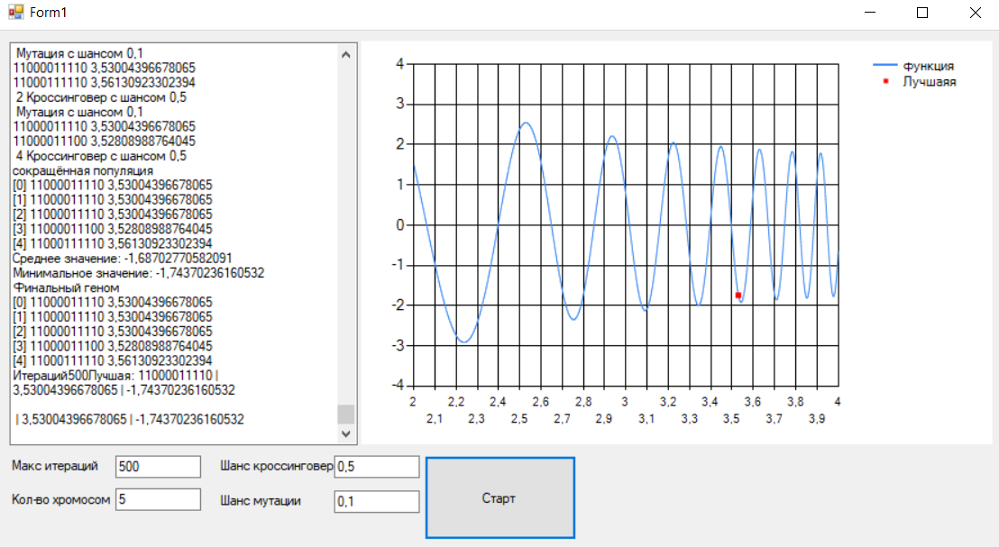 Form1
Мутация с шансом 0,1
11000011110 3,53004396678065
11000111110 3,56130923302394
2 Кроссинговер с шансом 0,5
Мутация с шансом 0,1
11000011110 3,53004396678065
11000011100 3,52808988764045
4 Кроссинговер с шансом 0,5
сокращённая популяция
[0] 11000011110 3,53004396678065
[1] 11000011110 3,53004396678065
[2] 11000011110 3,53004396678065
[3] 11000011100 3,52808988764045
[4] 11000111110 3,56130923302394
Среднее значение: -1,68702770582091
Минимальное значение: -1,74370236160532
Финальный геном
[0] 11000011110 3,53004396678065
[1] 11000011110 3,53004396678065
[2] 11000011110 3,53004396678065
[3] 11000011100 3,52808988764045
[4] 11000111110 3,56130923302394
Итераций500Лучшая: 11000011110 |
3,53004396678065 | -1,74370236160532
| 3,53004396678065 | -1,74370236160532
4
3
2
1
0
-1
-2
-3
-4
2 2,2 2,4 2,6 2,8 3 3,2 3,4 3,6 3,8 4
2,1 2,3 2,5 2,7 2,9 3,1 3,3 3,5 3,7 3,9
функция
Лучшаяя
Макс итераций 500 Шанс кроссинговер 0,5
Кол-во хромосом 5 Шанс мутации 0,1
Старт